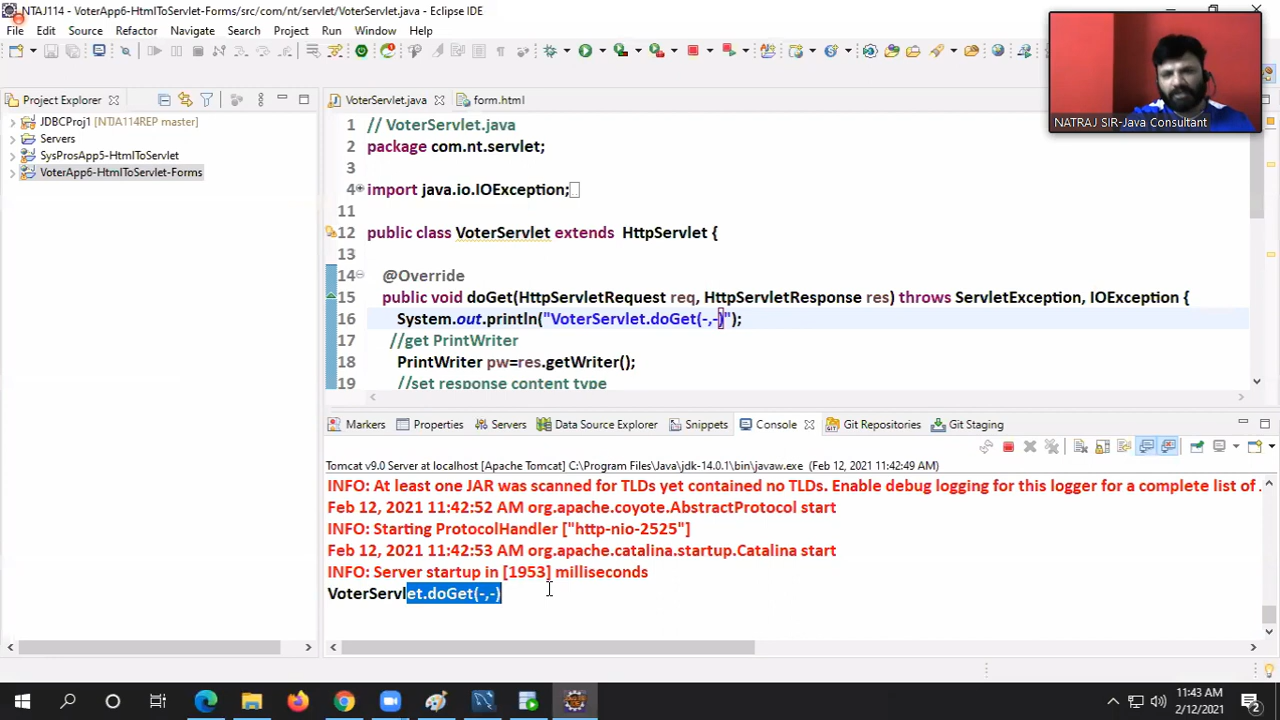 NTAJ114 - VoterApp6-HtmlToServlet-Forms/src/com/nt/servlet/VoterServlet.java - Eclipse IDE
File Edit Source Refactor Navigate Search Project Run Window Help
NATRAJ SIR-Java Consultant
Project Explorer
JDBCProj1 [NTJA114REP master]
Servers
SysProsApp5-HtmlToServlet
VoterApp6-HtmlToServlet-Forms
VoterServlet.java form.html
1 // VoterServlet.java
2 package com.nt.servlet;
3
4 import java.io.IOException;
11
12 public class VoterServlet extends HttpServlet {
13
14 @Override
15 public void doGet(HttpServletRequest req, HttpServletResponse res) throws ServletException, IOException {
16 System.out.println("VoterServlet.doGet(-,-)");
17 //get PrintWriter
18 PrintWriter pw=res.getWriter();
19 //set response content type
Markers Properties Servers Data Source Explorer Snippets Console Git Repositories Git Staging
Tomcat v9.0 Server at localhost [Apache Tomcat] C:\Program Files\Java\jdk-14.0.1\bin\javaw.exe (Feb 12, 2021 11:42:49 AM)
INFO: At least one JAR was scanned for TLDs yet contained no TLDs. Enable debug logging for this logger for a complete list of
Feb 12, 2021 11:42:52 AM org.apache.coyote.AbstractProtocol start
INFO: Starting ProtocolHandler ["http-nio-2525"]
Feb 12, 2021 11:42:53 AM org.apache.catalina.startup.Catalina start
INFO: Server startup in [1953] milliseconds
VoterServlet.doGet(-,-)
11:43 AM
2/12/2021
2